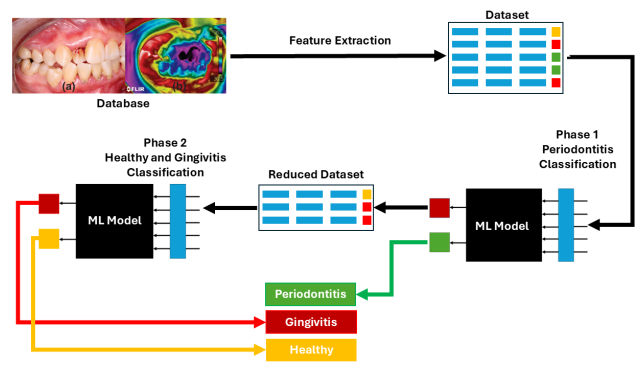 Dataset
Feature Extraction
(a)
(b)
FLIR
Database
Phase 1
Periodontitis
Classification
Phase 2
Healthy and Gingivitis
Classification
Reduced Dataset
ML Model
ML Model
Periodontitis
Gingivitis
Healthy